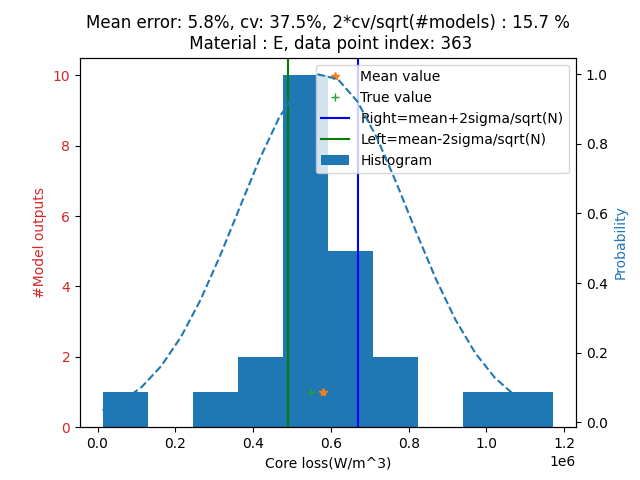 Mean error: 5.8%, cv: 37.5%, 2*cv/sqrt(#models) : 15.7 %
Material : E, data point index: 363
Mean value
True value
Right=mean+2sigma/sqrt(N)
Left=mean-2sigma/sqrt(N)
Histogram
#Model outputs
10
8
6
4
2
0
Probability
1.0
0.8
0.6
0.4
0.2
0.0
0.0 0.2 0.4 0.6 0.8 1.0 1.2
1e6
Core loss(W/m^3)